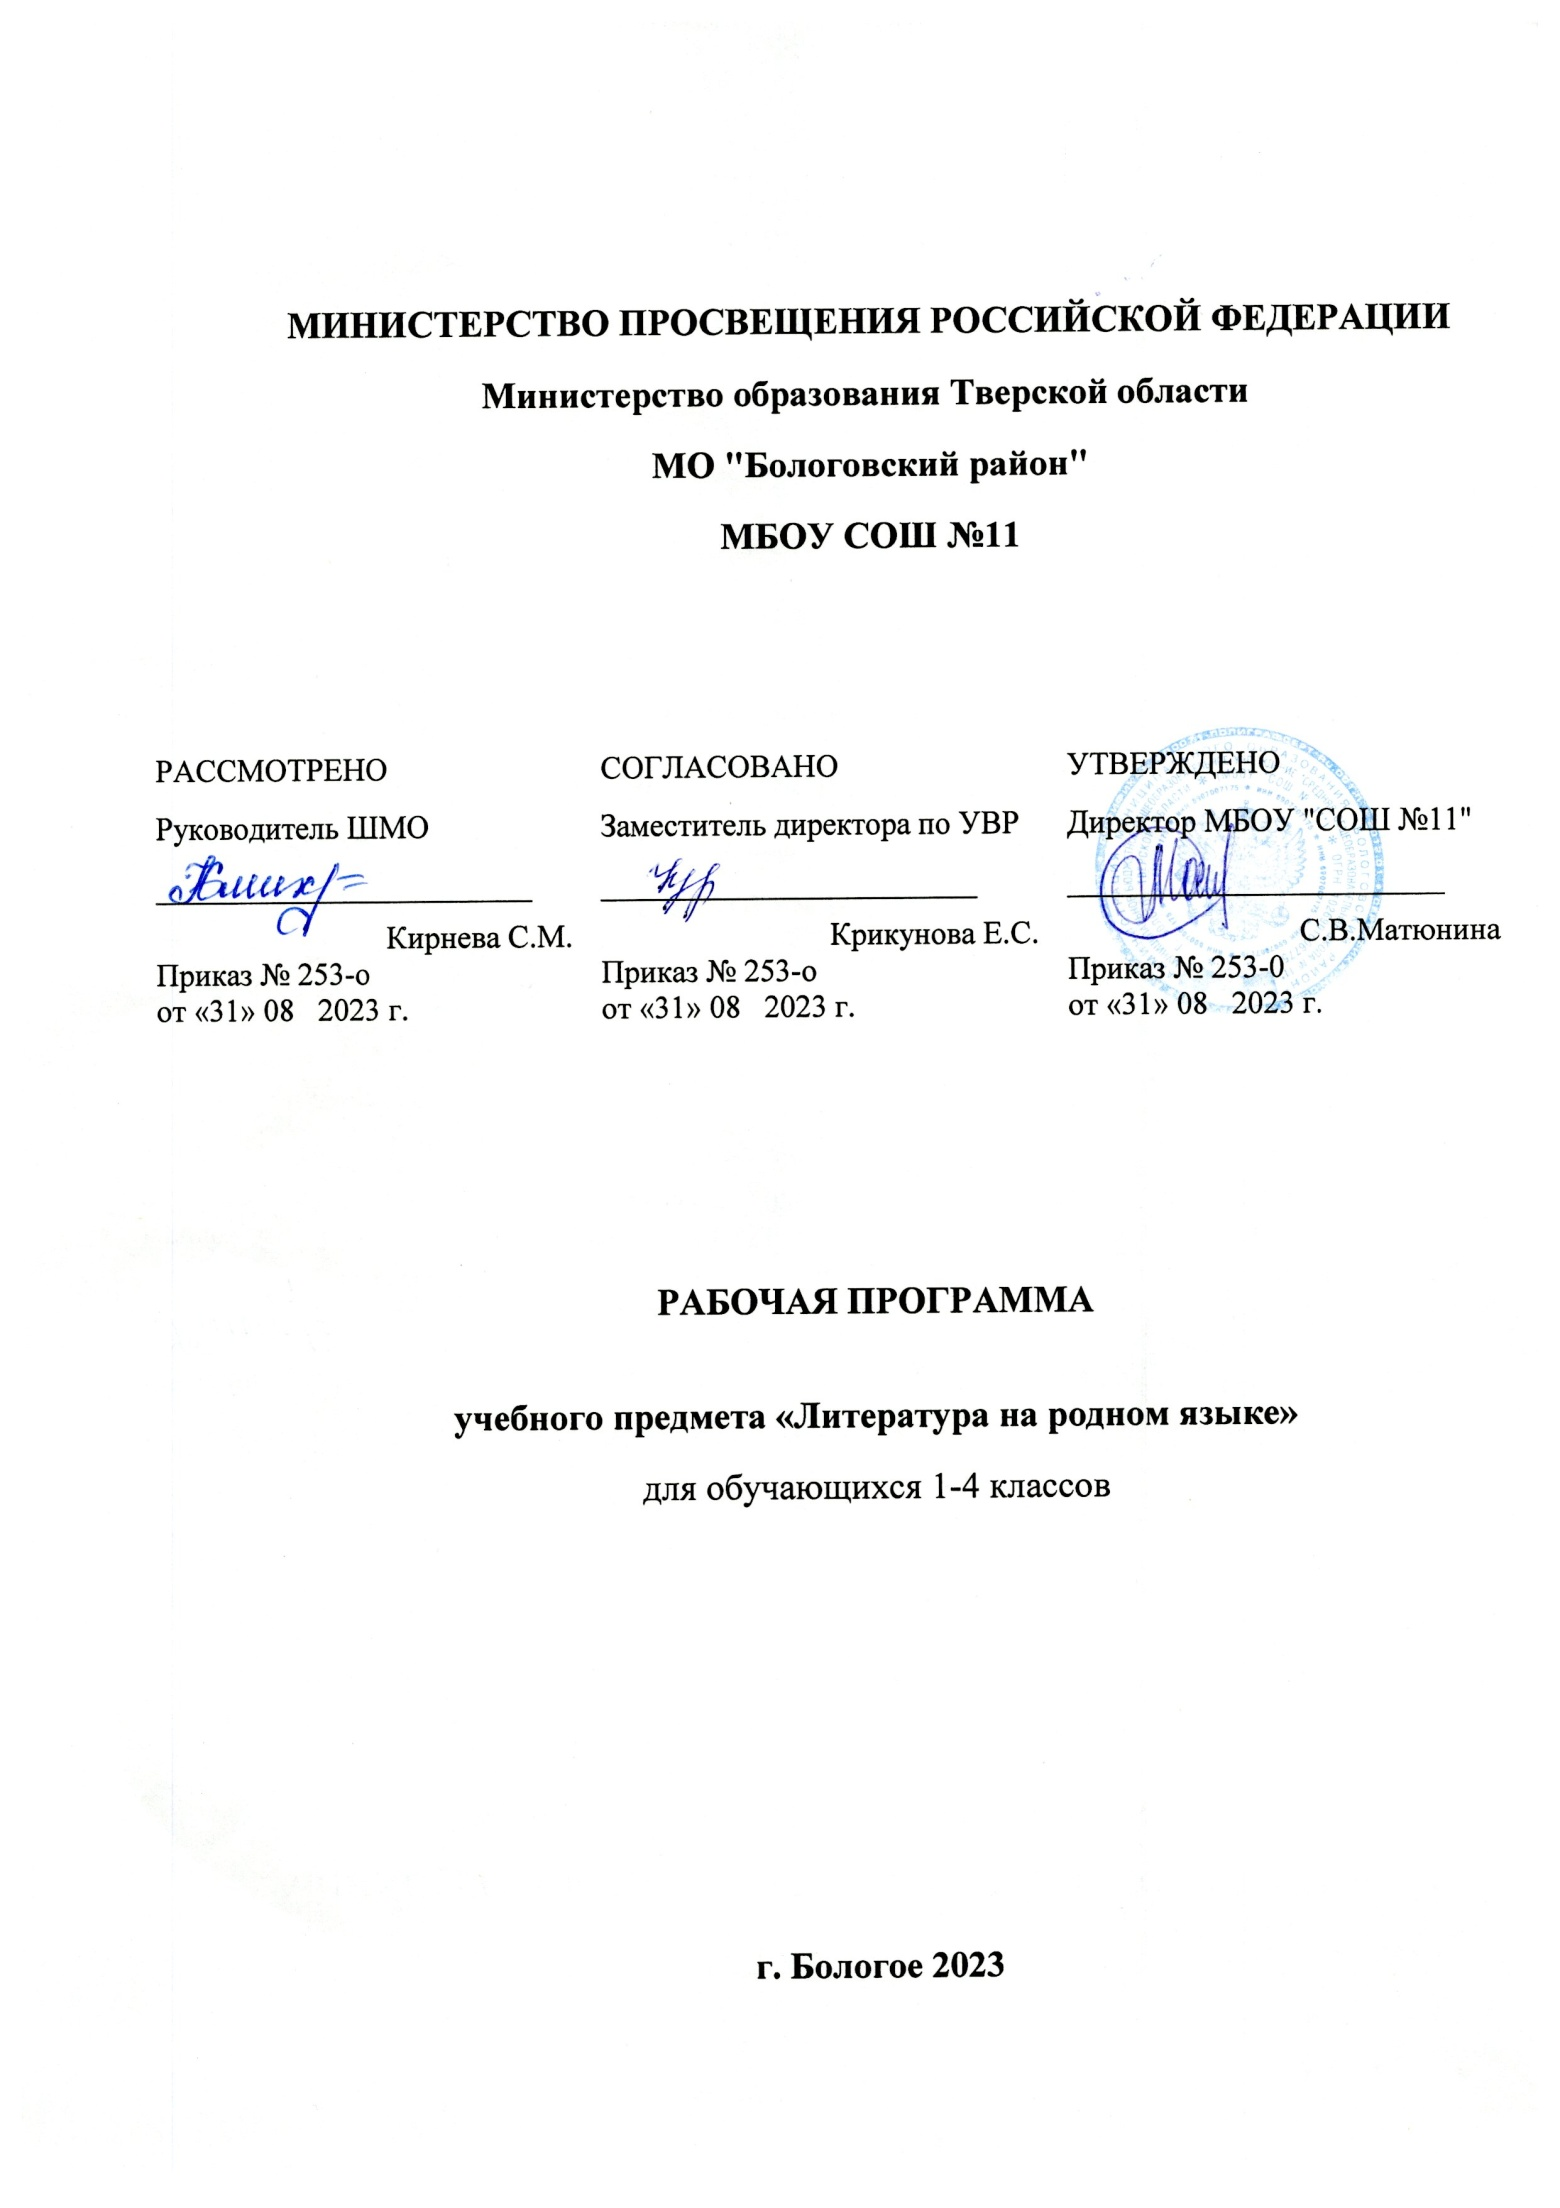 МИНИСТЕРСТВО ПРОСВЕЩЕНИЯ РОССИЙСКОЙ ФЕДЕРАЦИИ
Министерство образования Тверской области
МО "Бологовский район"
МБОУ СОШ №11
РАССМОТРЕНО
Руководитель ШМО
Кирнева С.М.
Приказ № 253-о
от «31» 08 2023 г.
СОГЛАСОВАНО
Заместитель директора по УВР
Крикунова Е.С.
Приказ № 253-о
от «31» 08 2023 г.
УТВЕРЖДЕНО
Директор МБОУ "СОШ №11"
С.В.Матюнина
Приказ № 253-0
от «31» 08 2023 г.
РАБОЧАЯ ПРОГРАММА
учебного предмета «Литература на родном языке»
для обучающихся 1-4 классов
г. Бологое 2023